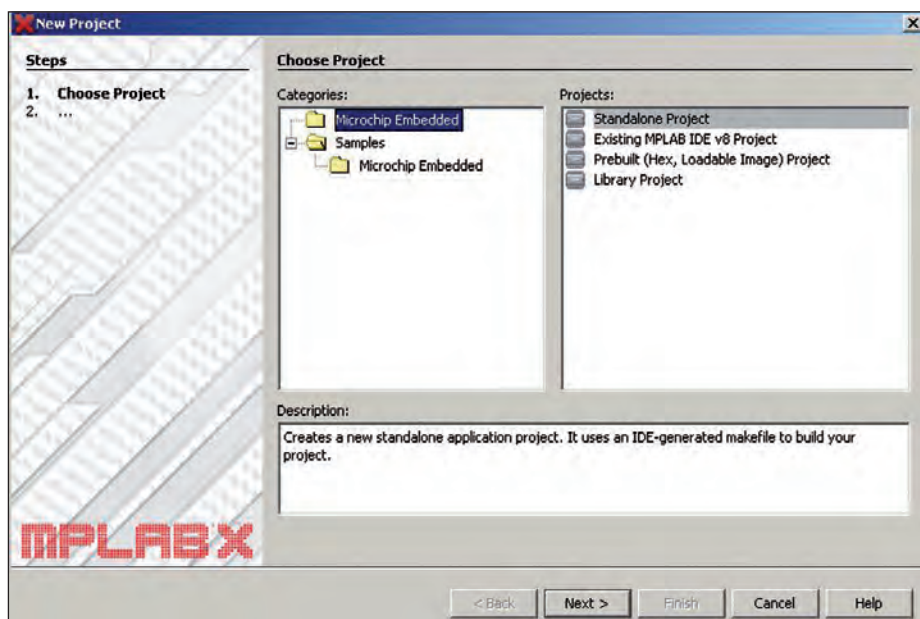 New Project
Steps
1. Choose Project
2. ...
Choose Project
Categories:
Microchip Embedded
Samples
Microchip Embedded
Projects:
Standalone Project
Existing MPLAB IDE v8 Project
Prebuilt (Hex, Loadable Image) Project
Library Project
Description:
Creates a new standalone application project. It uses an IDE-generated makefile to build your
project.
MPLABX
< Back
Next >
Finish
Cancel
Help